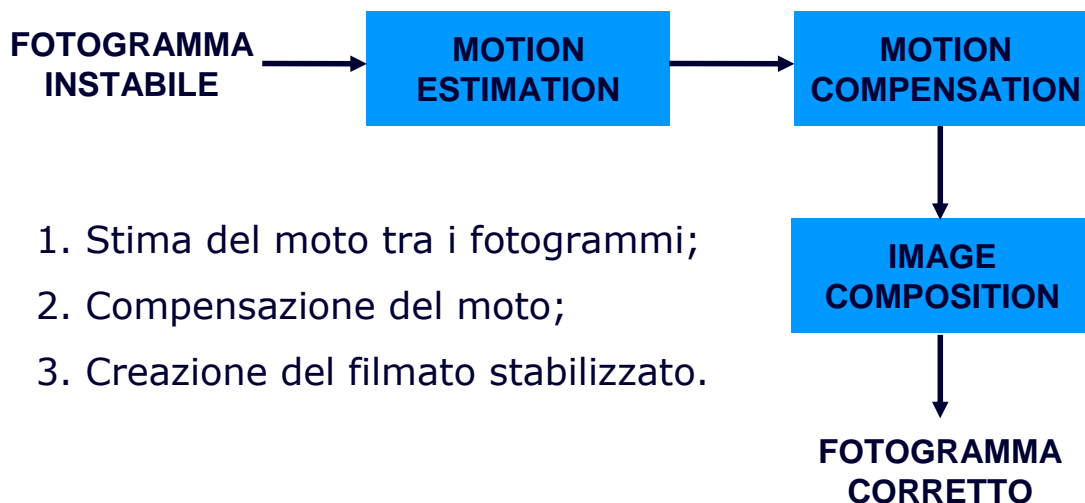 FOTOGRAMMA
INSTABILE
MOTION
ESTIMATION
MOTION
COMPENSATION
1. Stima del moto tra i fotogrammi;
2. Compensazione del moto;
3. Creazione del filmato stabilizzato.
IMAGE
COMPOSITION
FOTOGRAMMA
CORRETTO